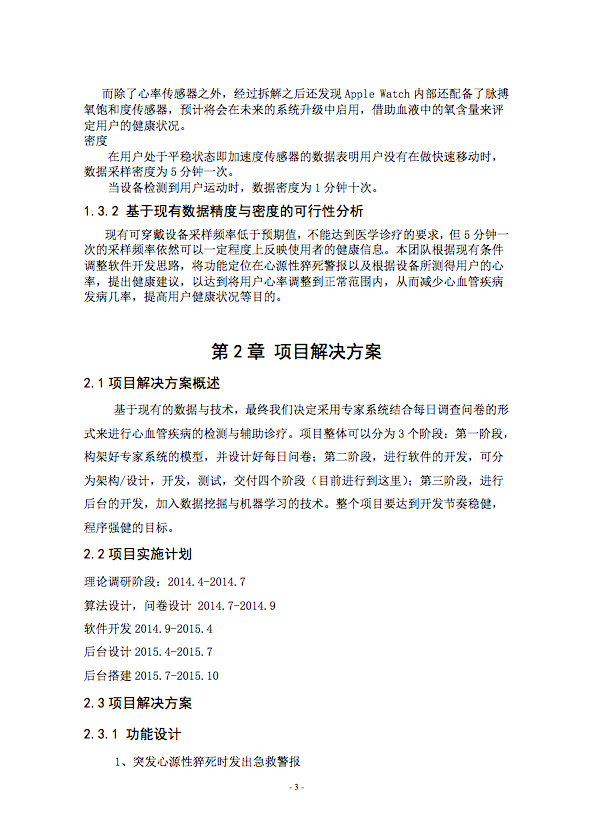 而除了心率传感器之外，经过拆解之后还发现Apple Watch内部还配备了脉搏
氧饱和度传感器，预计将会在未来的系统升级中启用，借助血液中的氧含量来评
定用户的健康状况。
密度
在用户处于平稳状态即加速度传感器的数据表明用户没有在做快速移动时，
数据采样密度为5分钟一次。
当设备检测到用户运动时，数据密度为1分钟十次。
1.3.2 基于现有数据精度与密度的可行性分析
现有可穿戴设备采样频率低于预期值，不能达到医学诊疗的要求，但5分钟一
次的采样频率依然可以一定程度上反映使用者的健康信息。本团队根据现有条件
调整软件开发思路，将功能定位在心源性猝死警报以及根据设备所测得用户的心
率，提出健康建议，以达到将用户心率调整到正常范围内，从而减少心血管疾病
发病几率，提高用户健康状况等目的。
第2章 项目解决方案
2.1项目解决方案概述
基于现有的数据与技术，最终我们决定采用专家系统结合每日调查问卷的形
式来进行心血管疾病的检测与辅助诊疗。项目整体可以分为3个阶段：第一阶段，
构架好专家系统的模型，并设计好每日问卷；第二阶段，进行软件的开发，可分
为架构/设计，开发，测试，交付四个阶段（目前进行到这里）；第三阶段，进行
后台的开发，加入数据挖掘与机器学习的技术。整个项目要达到开发节奏稳健，
程序强健的目标。
2.2项目实施计划
理论调研阶段：2014.4-2014.7
算法设计，问卷设计 2014.7-2014.9
软件开发2014.9-2015.4
后台设计2015.4-2015.7
后台搭建2015.7-2015.10
2.3项目解决方案
2.3.1 功能设计
1、突发心源性猝死时发出急救警报
- 3 -